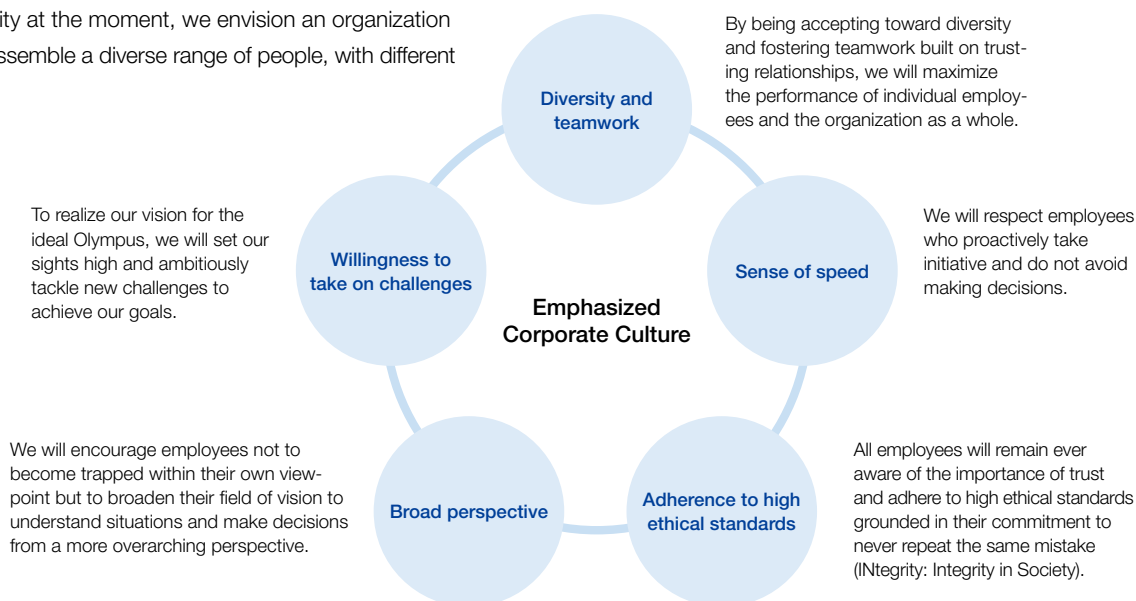 ity at the moment, we envision an organization
ssemble a diverse range of people, with different
By being accepting toward diversity
and fostering teamwork built on trust-
ing relationships, we will maximize
the performance of individual employ-
ees and the organization as a whole.
Diversity and
teamwork
To realize our vision for the
ideal Olympus, we will set our
sights high and ambitiously
tackle new challenges to
achieve our goals.
Willingness to
take on challenges
Sense of speed
We will respect employees
who proactively take
initiative and do not avoid
making decisions.
Emphasized
Corporate Culture
We will encourage employees not to
become trapped within their own view-
point but to broaden their field of vision to
understand situations and make decisions
from a more overarching perspective.
Broad perspective
Adherence to high
ethical standards
All employees will remain ever
aware of the importance of trust
and adhere to high ethical standards
grounded in their commitment to
never repeat the same mistake
(INtegrity: Integrity in Society).